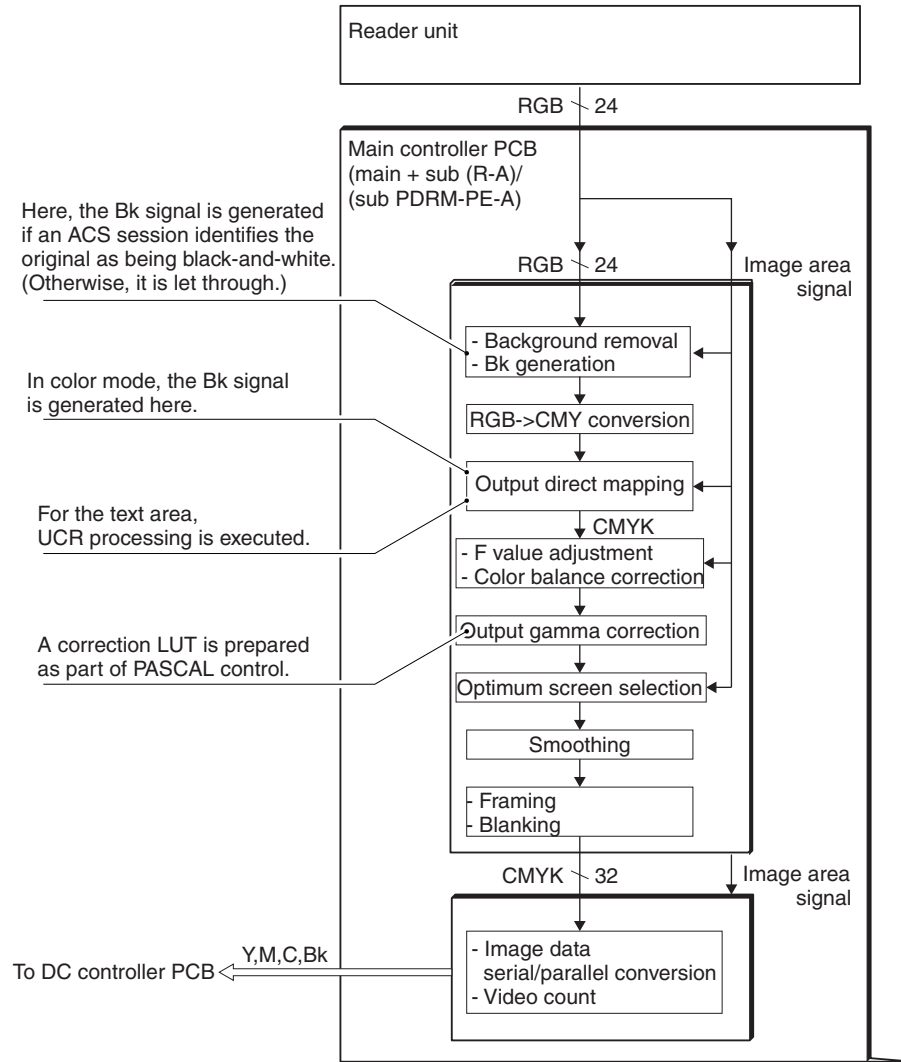 Reader unit
RGB 24
Main controller PCB
(main + sub (R-A)/
(sub PDRM-PE-A)
Here, the Bk signal is generated
if an ACS session identifies the
original as being black-and-white.
(Otherwise, it is let through.)
RGB 24
Image area
signal
- Background removal
- Bk generation
In color mode, the Bk signal
is generated here.
RGB->CMY conversion
Output direct mapping
For the text area,
UCR processing is executed.
CMYK
- F value adjustment
- Color balance correction
A correction LUT is prepared
as part of PASCAL control.
Output gamma correction
Optimum screen selection
Smoothing
- Framing
- Blanking
CMYK 32
Image area
signal
- Image data
serial/parallel conversion
- Video count
Y,M,C,Bk
To DC controller PCB